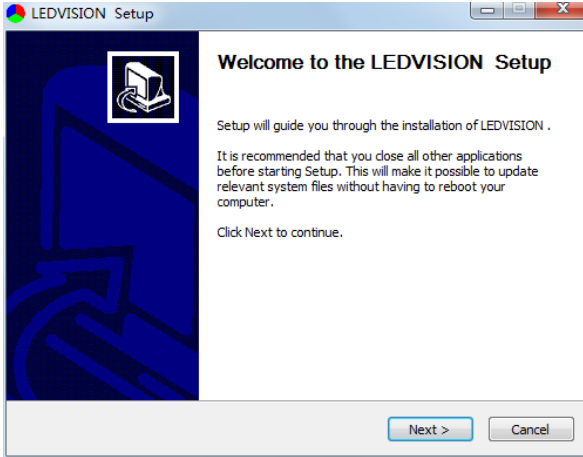 LEDVISION  Setup
Welcome to the LEDVISION  Setup
Setup will guide you through the installation of LEDVISION .
It is recommended that you close all other applications
before starting Setup. This will make it possible to update
relevant system files without having to reboot your
computer.
Click Next to continue.
Next >
Cancel